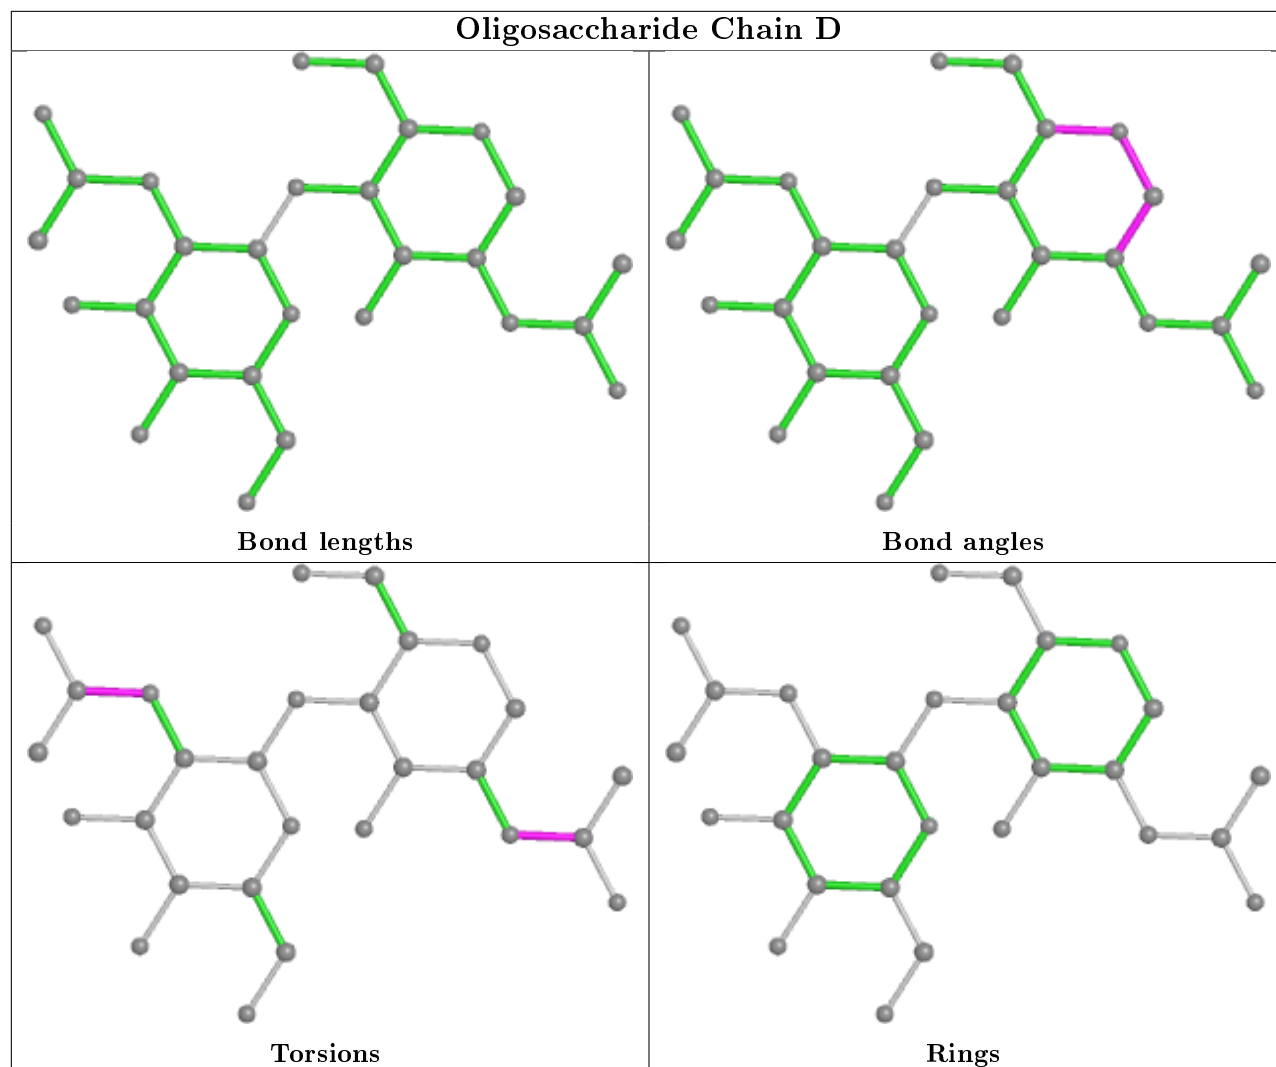 Oligosaccharide Chain D
Bond lengths
Bond angles
Torsions
Rings